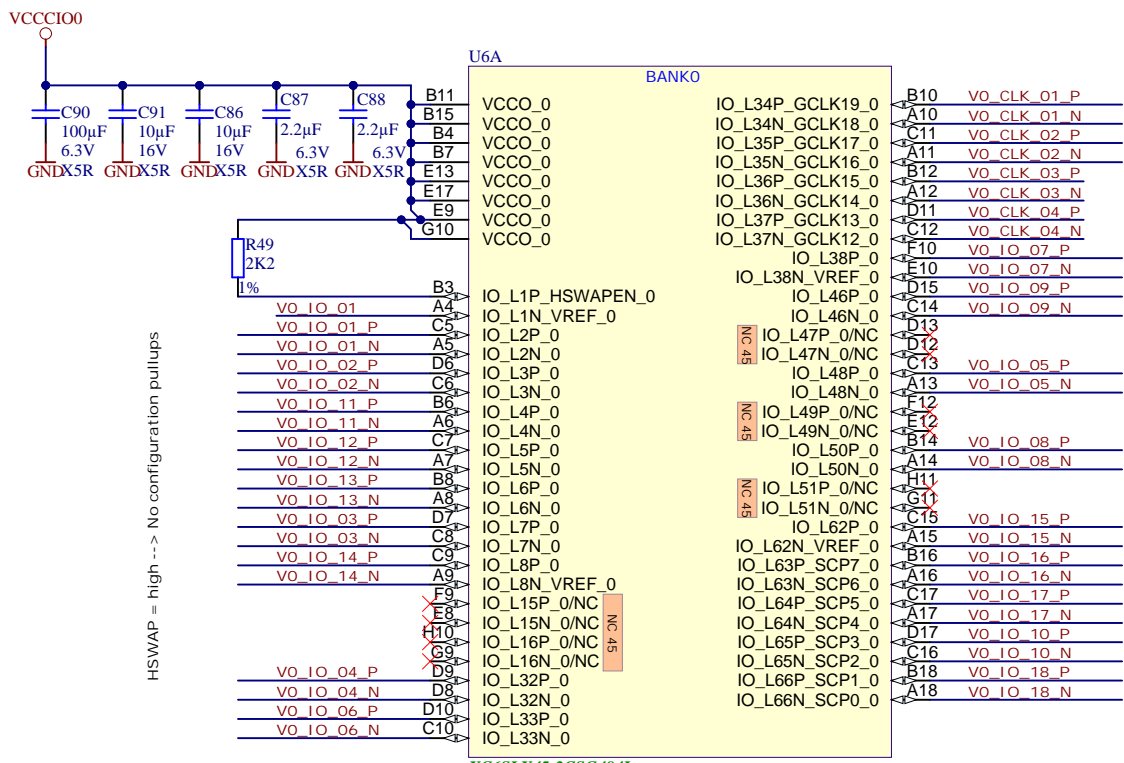 VCCCIO0
U6A
BANK0
C90
100µF
6.3V
X5R
GND
C91
10µF
16V
X5R
GND
C86
10µF
16V
X5R
GND
C87
2.2µF
6.3V
X5R
GND
C88
2.2µF
6.3V
X5R
GND
B11 VCCO_0
B15 VCCO_0
B4 VCCO_0
B7 VCCO_0
E13 VCCO_0
E17 VCCO_0
E9 VCCO_0
G10 VCCO_0
R49
2K2
1%
B3 IO_L1P_HSWAPEN_0
V0_IO_01 A4 IO_L1N_VREF_0
V0_IO_01_P C5 IO_L2P_0
V0_IO_01_N A5 IO_L2N_0
V0_IO_02_P D6 IO_L3P_0
V0_IO_02_N C6 IO_L3N_0
V0_IO_11_P B6 IO_L4P_0
V0_IO_11_N A6 IO_L4N_0
V0_IO_12_P C7 IO_L5P_0
V0_IO_12_N A7 IO_L5N_0
V0_IO_13_P B8 IO_L6P_0
V0_IO_13_N A8 IO_L6N_0
V0_IO_03_P D7 IO_L7P_0
V0_IO_03_N C8 IO_L7N_0
V0_IO_14_P C9 IO_L8P_0
V0_IO_14_N A9 IO_L8N_VREF_0
F9 IO_L15P_0/NC
E8 IO_L15N_0/NC
H10 IO_L16P_0/NC
G9 IO_L16N_0/NC
NC 45
V0_IO_04_P D9 IO_L32P_0
V0_IO_04_N D8 IO_L32N_0
V0_IO_06_P D10 IO_L33P_0
V0_IO_06_N C10 IO_L33N_0
IO_L34P_GCLK19_0 B10 V0_CLK_01_P
IO_L34N_GCLK18_0 A10 V0_CLK_01_N
IO_L35P_GCLK17_0 C11 V0_CLK_02_P
IO_L35N_GCLK16_0 A11 V0_CLK_02_N
IO_L36P_GCLK15_0 B12 V0_CLK_03_P
IO_L36N_GCLK14_0 A12 V0_CLK_03_N
IO_L37P_GCLK13_0 D11 V0_CLK_04_P
IO_L37N_GCLK12_0 C12 V0_CLK_04_N
IO_L38P_0 F10 V0_IO_07_P
IO_L38N_VREF_0 E10 V0_IO_07_N
IO_L46P_0 D15 V0_IO_09_P
IO_L46N_0 C14 V0_IO_09_N
NC 45
IO_L47P_0/NC D13
IO_L47N_0/NC D12
IO_L48P_0 C13 V0_IO_05_P
IO_L48N_0 A13 V0_IO_05_N
NC 45
IO_L49P_0/NC F12
IO_L49N_0/NC E12
IO_L50P_0 B14 V0_IO_08_P
IO_L50N_0 A14 V0_IO_08_N
NC 45
IO_L51P_0/NC H11
IO_L51N_0/NC G11
IO_L62P_0 C15 V0_IO_15_P
IO_L62N_VREF_0 A15 V0_IO_15_N
IO_L63P_SCP7_0 B16 V0_IO_16_P
IO_L63N_SCP6_0 A16 V0_IO_16_N
IO_L64P_SCP5_0 C17 V0_IO_17_P
IO_L64N_SCP4_0 A17 V0_IO_17_N
IO_L65P_SCP3_0 D17 V0_IO_10_P
IO_L65N_SCP2_0 C16 V0_IO_10_N
IO_L66P_SCP1_0 B18 V0_IO_18_P
IO_L66N_SCP0_0 A18 V0_IO_18_N
HSWAP = high --> No configuration pullups